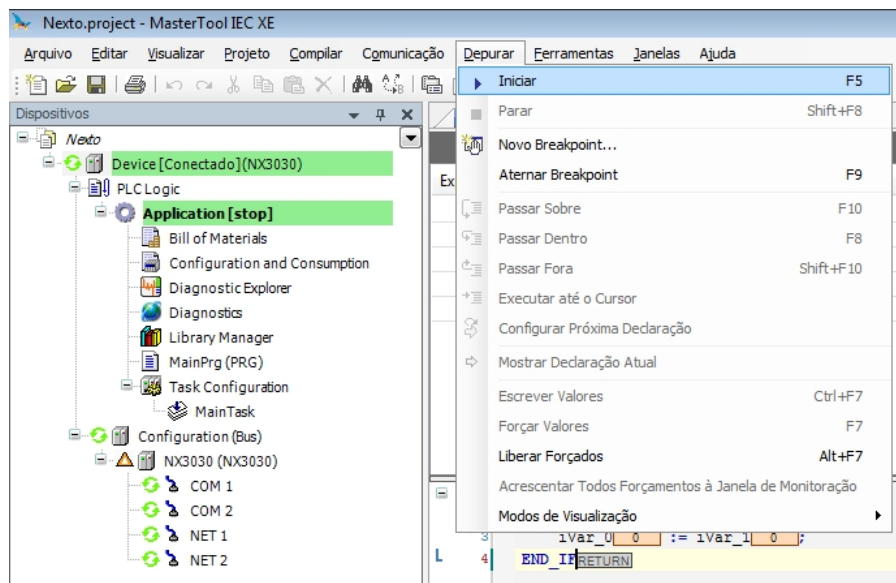 Nexto.project - MasterTool IEC XE
Arquivo Editar Visualizar Projeto Compilar Comunicação Depurar Ferramentas Janelas Ajuda
Dispositivos
Nexto
Device [Conectado](NX3030)
PLC Logic
Application [stop]
Bill of Materials
Configuration and Consumption
Diagnostic Explorer
Diagnostics
Library Manager
MainPrg (PRG)
Task Configuration
MainTask
Configuration (Bus)
NX3030 (NX3030)
COM 1
COM 2
NET 1
NET 2
Ex
Iniciar F5
Parar Shift+F8
Novo Breakpoint...
Aternar Breakpoint F9
Passar Sobre F10
Passar Dentro F8
Passar Fora Shift+F10
Executar até o Cursor
Configurar Próxima Declaração
Mostrar Declaração Atual
Escrever Valores Ctrl+F7
Forçar Valores F7
Liberar Forçados Alt+F7
Acrescentar Todos Forçamentos à Janela de Monitoração
Modos de Visualização
3 iVar_0 0 := iVar_1 0 ;
L 4 END_IF RETURN